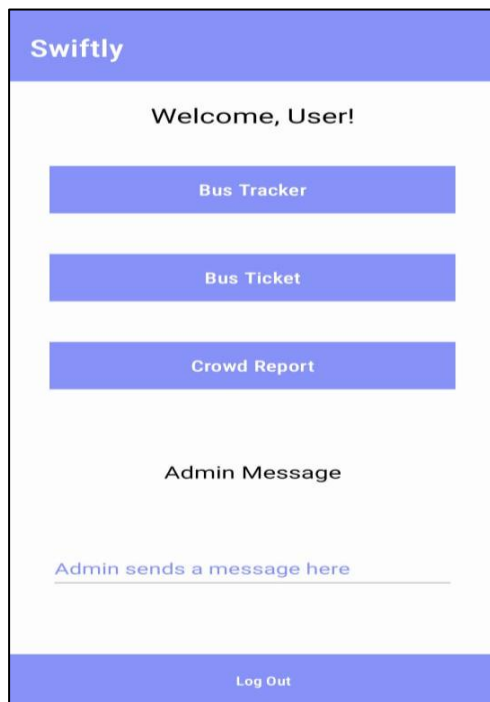 Swiftly
Welcome, User!
Bus Tracker
Bus Ticket
Crowd Report
Admin Message
Admin sends a message here
Log Out